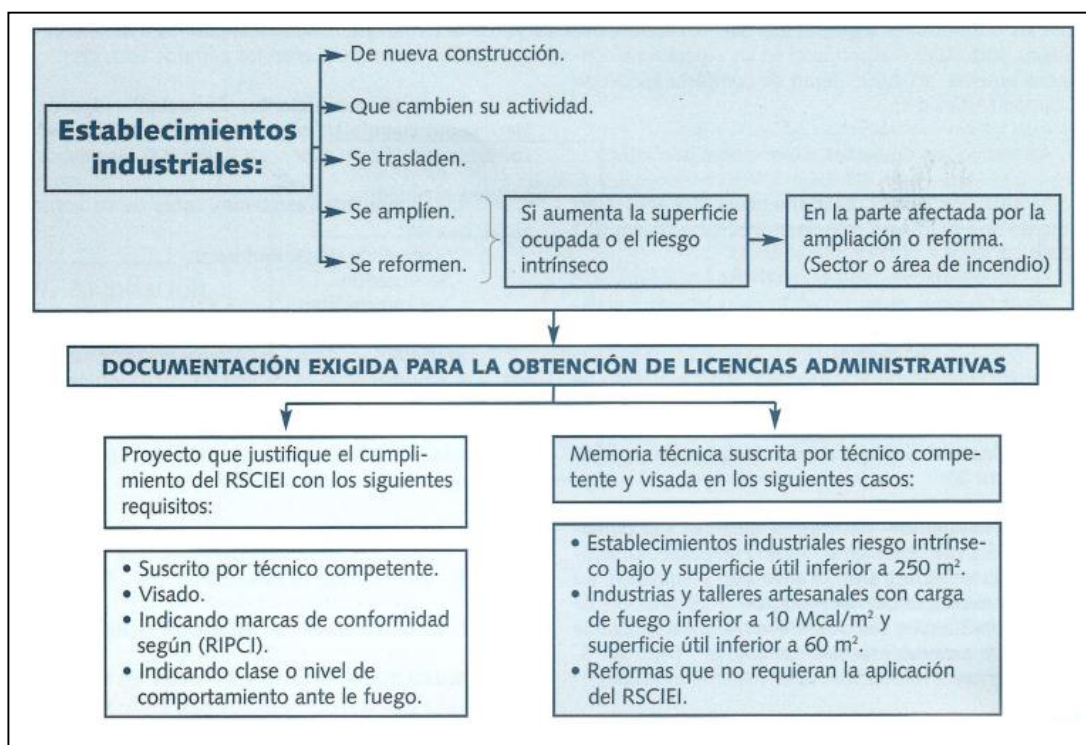 De nueva construcción.
Que cambien su actividad.
Establecimientos
industriales:
Se trasladen.
Se amplíen.
Se reformen.
Si aumenta la superficie
ocupada o el riesgo
intrínseco
En la parte afectada por la
ampliación o reforma.
(Sector o área de incendio)
DOCUMENTACIÓN EXIGIDA PARA LA OBTENCIÓN DE LICENCIAS ADMINISTRATIVAS
Proyecto que justifique el cumpli-
miento del RSCIEI con los siguientes
requisitos:
• Suscrito por técnico competente.
• Visado.
• Indicando marcas de conformidad
según (RIPCI).
• Indicando clase o nivel de
comportamiento ante le fuego.
Memoria técnica suscrita por técnico compe-
tente y visada en los siguientes casos:
• Establecimientos industriales riesgo intrínse-
co bajo y superficie útil inferior a 250 m².
• Industrias y talleres artesanales con carga
de fuego inferior a 10 Mcal/m² y
superficie útil inferior a 60 m².
• Reformas que no requieran la aplicación
del RSCIEI.